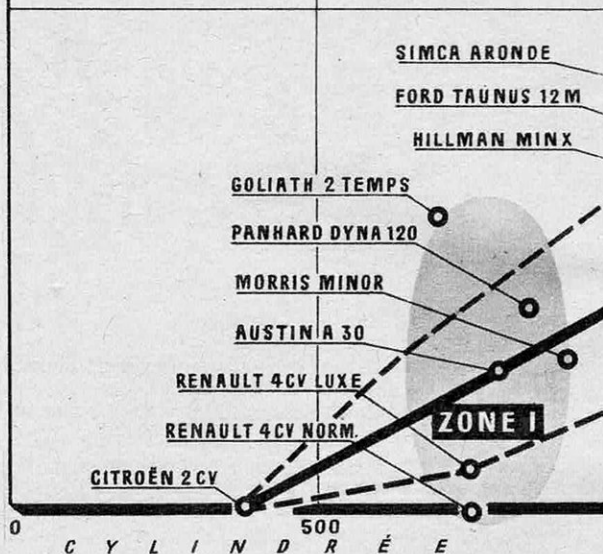 SIMCA ARONDE
FORD TAUNUS 12 M
HILLMAN MINX
GOLIATH 2 TEMPS
PANHARD DYNA 120
MORRIS MINOR
AUSTIN A 30
RENAULT 4 CV LUXE
RENAULT 4 CV NORM.
ZONE I
CITROËN 2 CV
0 500
CYLINDRÉE